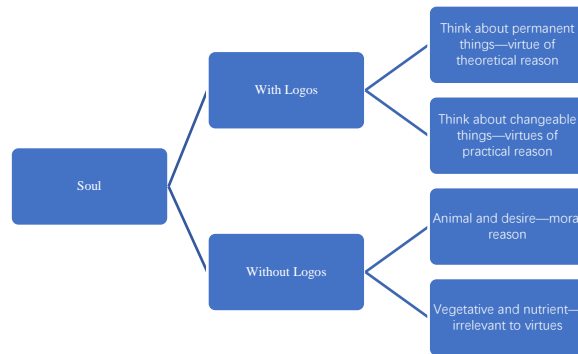 Think about permanent
things—virtue of
theoretical reason
With Logos
Think about changeable
things—virtues of
practical reason
Soul
Animal and desire—mora
reason
Without Logos
Vegetative and nutrient—
irrelevant to virtues